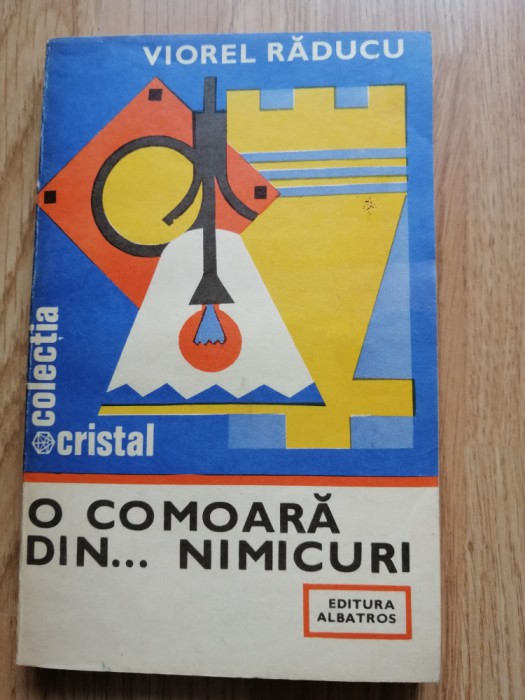 VIOREL RĂDUCU
colecția
cristal
O COMOARĂ
DIN... NIMICURI
EDITURA
ALBATROS